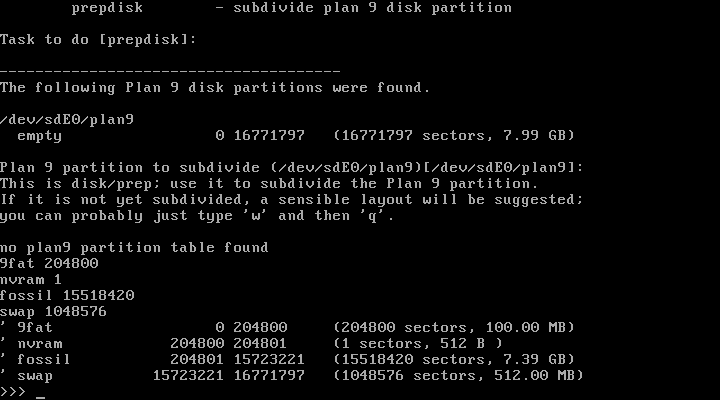 prepdisk - subdivide plan 9 disk partition
Task to do [prepdisk]:
--------------------------------------
The following Plan 9 disk partitions were found.
/dev/sdE0/plan9
empty 0 16771797 (16771797 sectors, 7.99 GB)
Plan 9 partition to subdivide (/dev/sdE0/plan9)[/dev/sdE0/plan9]:
This is disk/prep; use it to subdivide the Plan 9 partition.
If it is not yet subdivided, a sensible layout will be suggested;
you can probably just type 'w' and then 'q'.
no plan9 partition table found
9fat 204800
nvram 1
fossil 15518420
swap 1048576
' 9fat 0 204800 (204800 sectors, 100.00 MB)
' nvram 204800 204801 (1 sectors, 512 B )
' fossil 204801 15723221 (15518420 sectors, 7.39 GB)
' swap 15723221 16771797 (1048576 sectors, 512.00 MB)
>>> _